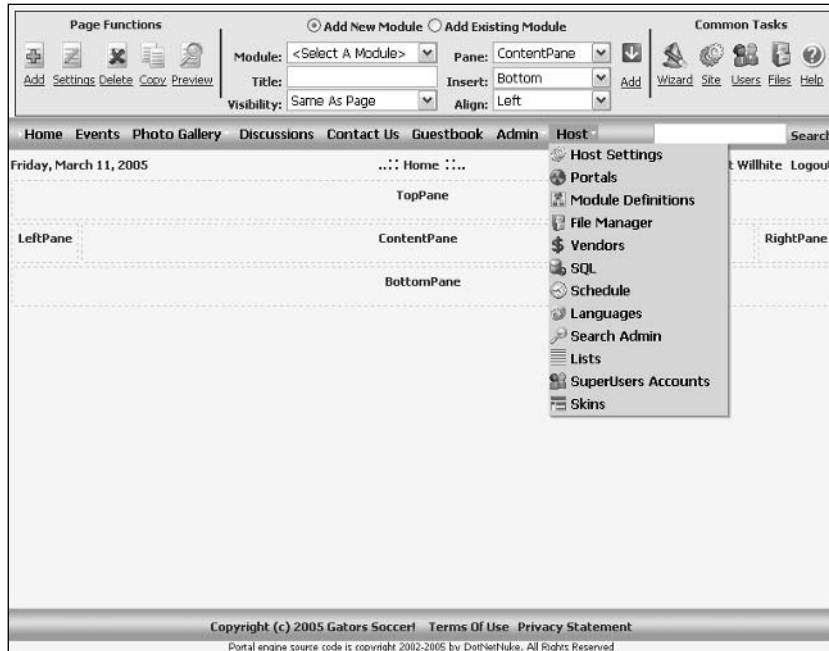 Page Functions
Add New Module Add Existing Module
Common Tasks
Module: <Select A Module> Pane: ContentPane
Add Settings Delete Copy Preview
Title: Insert: Bottom Add
Wizard Site Users Files Help
Visibility: Same As Page Align: Left
Home Events Photo Gallery Discussions Contact Us Guestbook Admin Host Search
Friday, March 11, 2005 ..:: Home ::.. Willhite Logout
Host Settings
Portals
Module Definitions
File Manager
Vendors
SQL
Schedule
Languages
Search Admin
Lists
SuperUsers Accounts
Skins
TopPane
LeftPane ContentPane RightPane
BottomPane
Copyright (c) 2005 Gators Soccer! Terms Of Use Privacy Statement
Portal engine source code is copyright 2002-2005 by DotNetNuke. All Rights Reserved